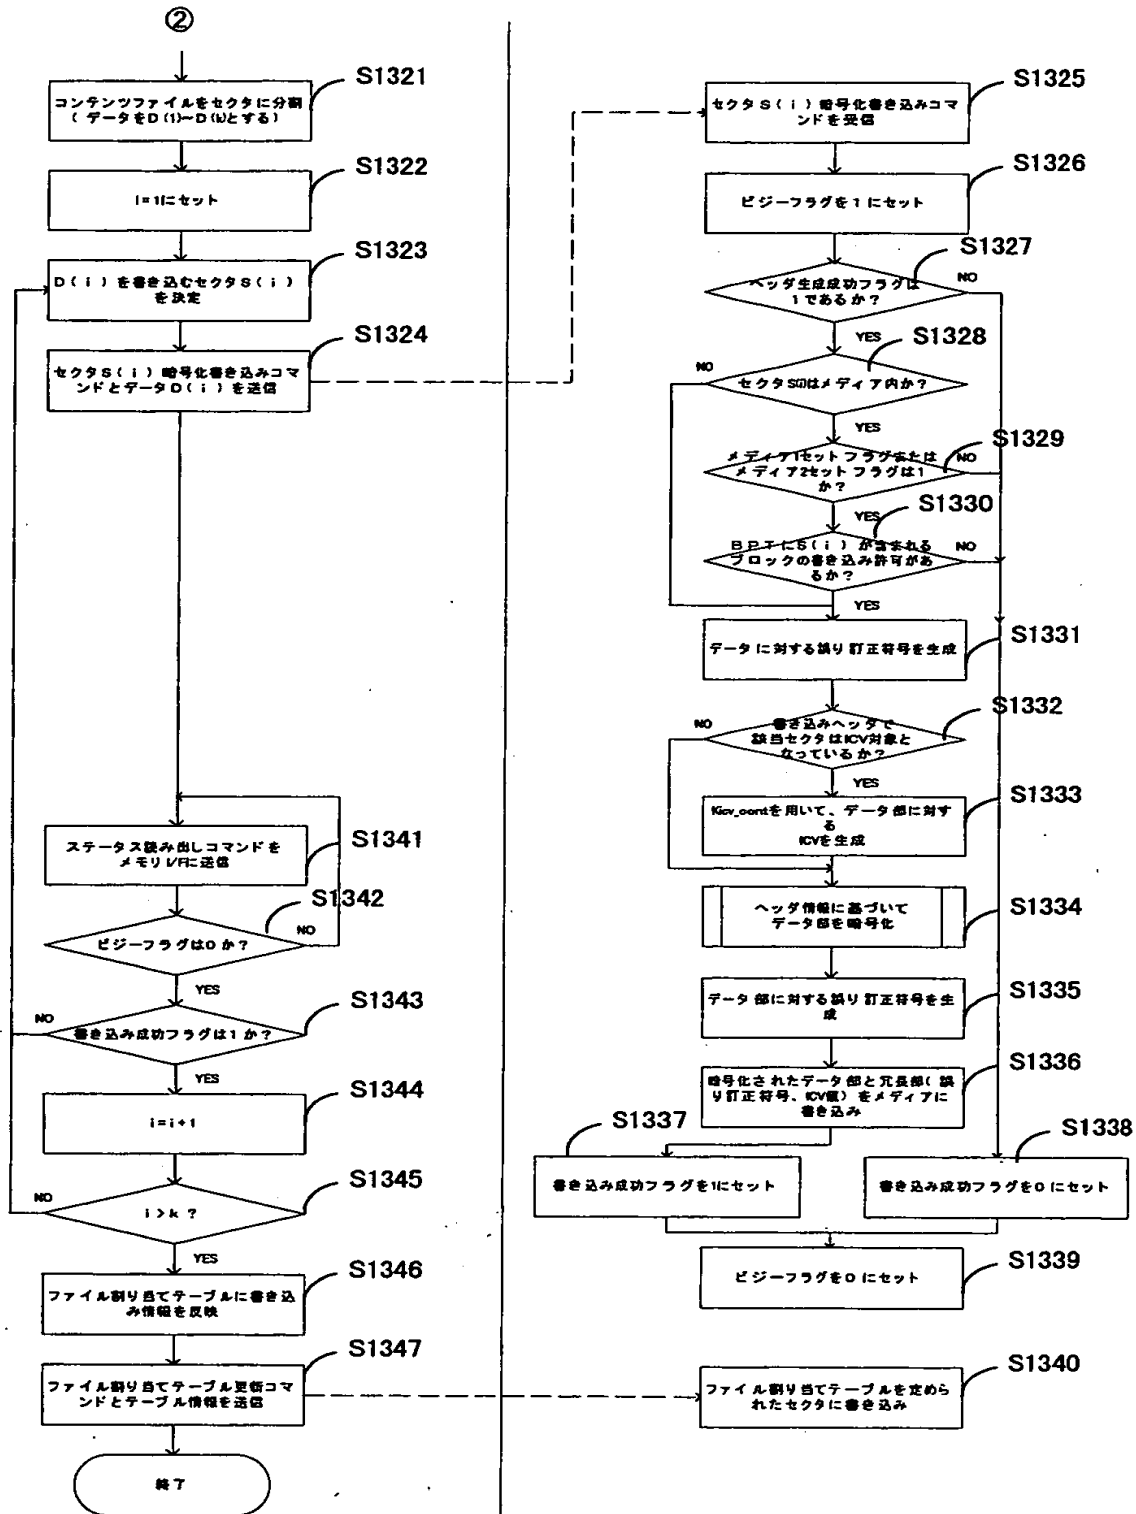 ②
S1321
コンテンツファイルをセクタに分割
(データをD(1)~D(k)とする)
S1322
i=1にセット
S1323
D(i)を書き込むセクタS(i)
を決定
S1324
セクタS(i)暗号化書き込みコマ
ンドとデータD(i)を送信
S1341
ステータス読み出しコマンドを
メモリI/Fに送信
S1342
ビジーフラグは0か?
NO
YES
S1343
書き込み成功フラグは1か?
NO
YES
S1344
i=i+1
S1345
i>k?
NO
YES
S1346
ファイル割り当てテーブルに書き込
み情報を反映
S1347
ファイル割り当てテーブル更新コマ
ンドとテーブル情報を送信
終了
S1325
セクタS(i)暗号化書き込みコマ
ンドを受信
S1326
ビジーフラグを1にセット
S1327
ヘッダ生成成功フラグは
1であるか?
NO
YES
S1328
セクタS(i)はメディア内か?
NO
YES
S1329
メディア1セットフラグまたは
メディア2セットフラグは1
か?
NO
YES
S1330
BPTにS(i)が含まれる
ブロックの書き込み許可があ
るか?
NO
YES
S1331
データに対する誤り訂正符号を生成
S1332
書き込みヘッダで
該当セクタはICV対象と
なっているか?
NO
YES
S1333
Kicv_contを用いて、データ部に対す
る
ICVを生成
S1334
ヘッダ情報に基づいて
データ部を暗号化
S1335
データ部に対する誤り訂正符号を生
成
S1336
暗号化されたデータ部と冗長部(誤
り訂正符号、ICV値)をメディアに
書き込み
S1337
書き込み成功フラグを1にセット
S1338
書き込み成功フラグを0にセット
S1339
ビジーフラグを0にセット
S1340
ファイル割り当てテーブルを定めら
れたセクタに書き込み